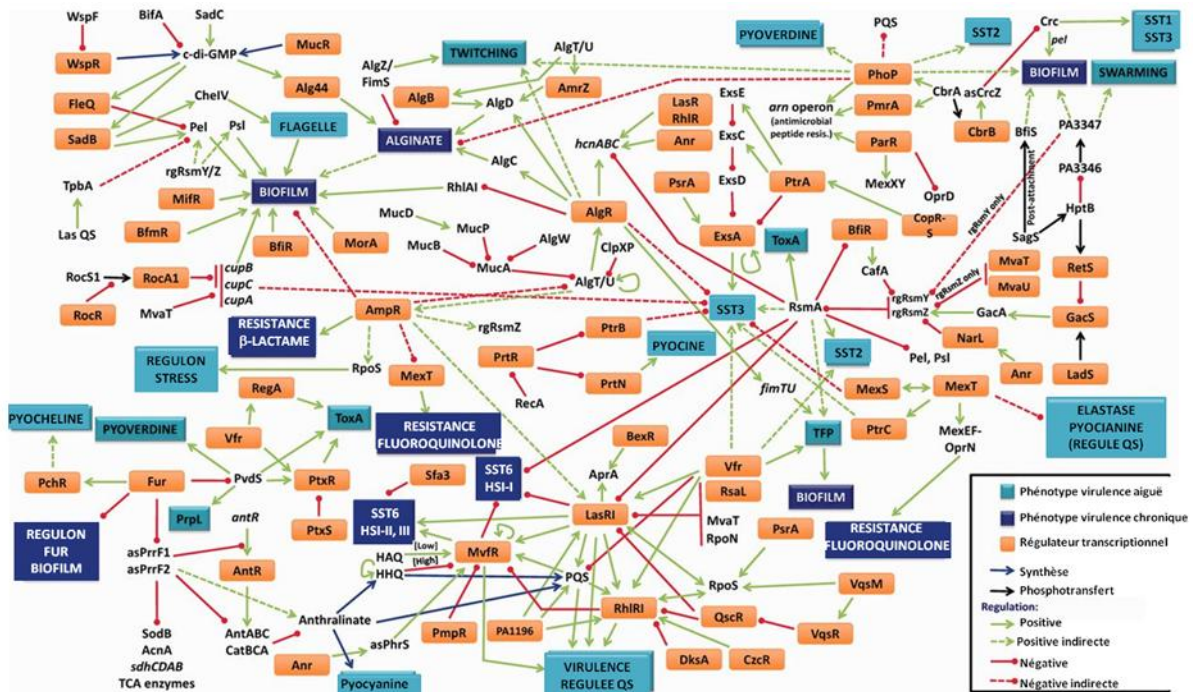 WspF
BifA
SadC
WspR
c-di-GMP
MucR
FleQ
Alg44
SadB
CheIV
Pel
Psl
FLAGELLE
rgRsmY/Z
TpbA
MifR
BIOFILM
Las QS
BfmR
BfiR
MorA
AlgZ/
FimS
TWITCHING
AlgT/U
AlgB
AlgD
AmrZ
ALGINATE
AlgC
RhlAI
AlgR
MucD
MucP
MucB
MucA
AlgW
ClpXP
AlgT/U
RocS1
RocA1
cupB
cupC
cupA
RocR
MvaT
AmpR
RESISTANCE
β-LACTAME
REGULON
STRESS
RpoS
MexT
rgRsmZ
RESISTANCE
FLUOROQUINOLONE
PYOVERDINE
PQS
SST2
Crc
pel
SST1
SST3
PhoP
BIOFILM
SWARMING
ExsE
LasR
RhlR
Anr
hcnABC
ExsC
ExsD
PsrA
ExsA
PtrA
arn operon
(antimicrobial
peptide resis.)
PmrA
ParR
MexXY
OprD
CopR-
S
CbrA
asCrcZ
CbrB
BfiS
PA3347
PA3346
Post-attachment
HptB
SagS
rgRsmY only
ToxA
BfiR
CafA
rgRsmY
rgRsmZ
rgRsmZ only
MvaT
MvaU
RetS
GacA
GacS
NarL
Anr
LadS
SST3
RsmA
PtrB
PrtR
PYOCINE
PrtN
RecA
fimTU
SST2
Pel, Psl
MexS
MexT
PtrC
MexEF-
OprN
ELASTASE
PYOCIANINE
(REGULE QS)
RESISTANCE
FLUOROQUINOLONE
TFP
BIOFILM
RegA
PYOCHELINE
PYOVERDINE
ToxA
Vfr
PchR
Fur
PvdS
PtxR
PtxS
PrpL
REGULON
FUR
BIOFILM
antR
asPrrF1
asPrrF2
AntR
SodB
AcnA
sdhCDAB
TCA enzymes
AntABC
CatBCA
Anthralinate
Anr
asPhrS
Pyocyanine
Sfa3
SST6
HSI-I
SST6
HSI-II, III
HAQ
[Low]
HHQ
[High]
MvfR
PmpR
BexR
AprA
LasRI
Vfr
RsaL
MvaT
RpoN
PQS
RhlRI
PA1196
PsrA
RpoS
VqsM
QscR
VqsR
DksA
CzcR
VIRULENCE
REGULEE QS
Phénotype virulence aiguë
Phénotype virulence chronique
Régulateur transcriptionnel
Synthèse
Phosphotransfert
Regulation:
Positive
Positive indirecte
Négative
Négative indirecte